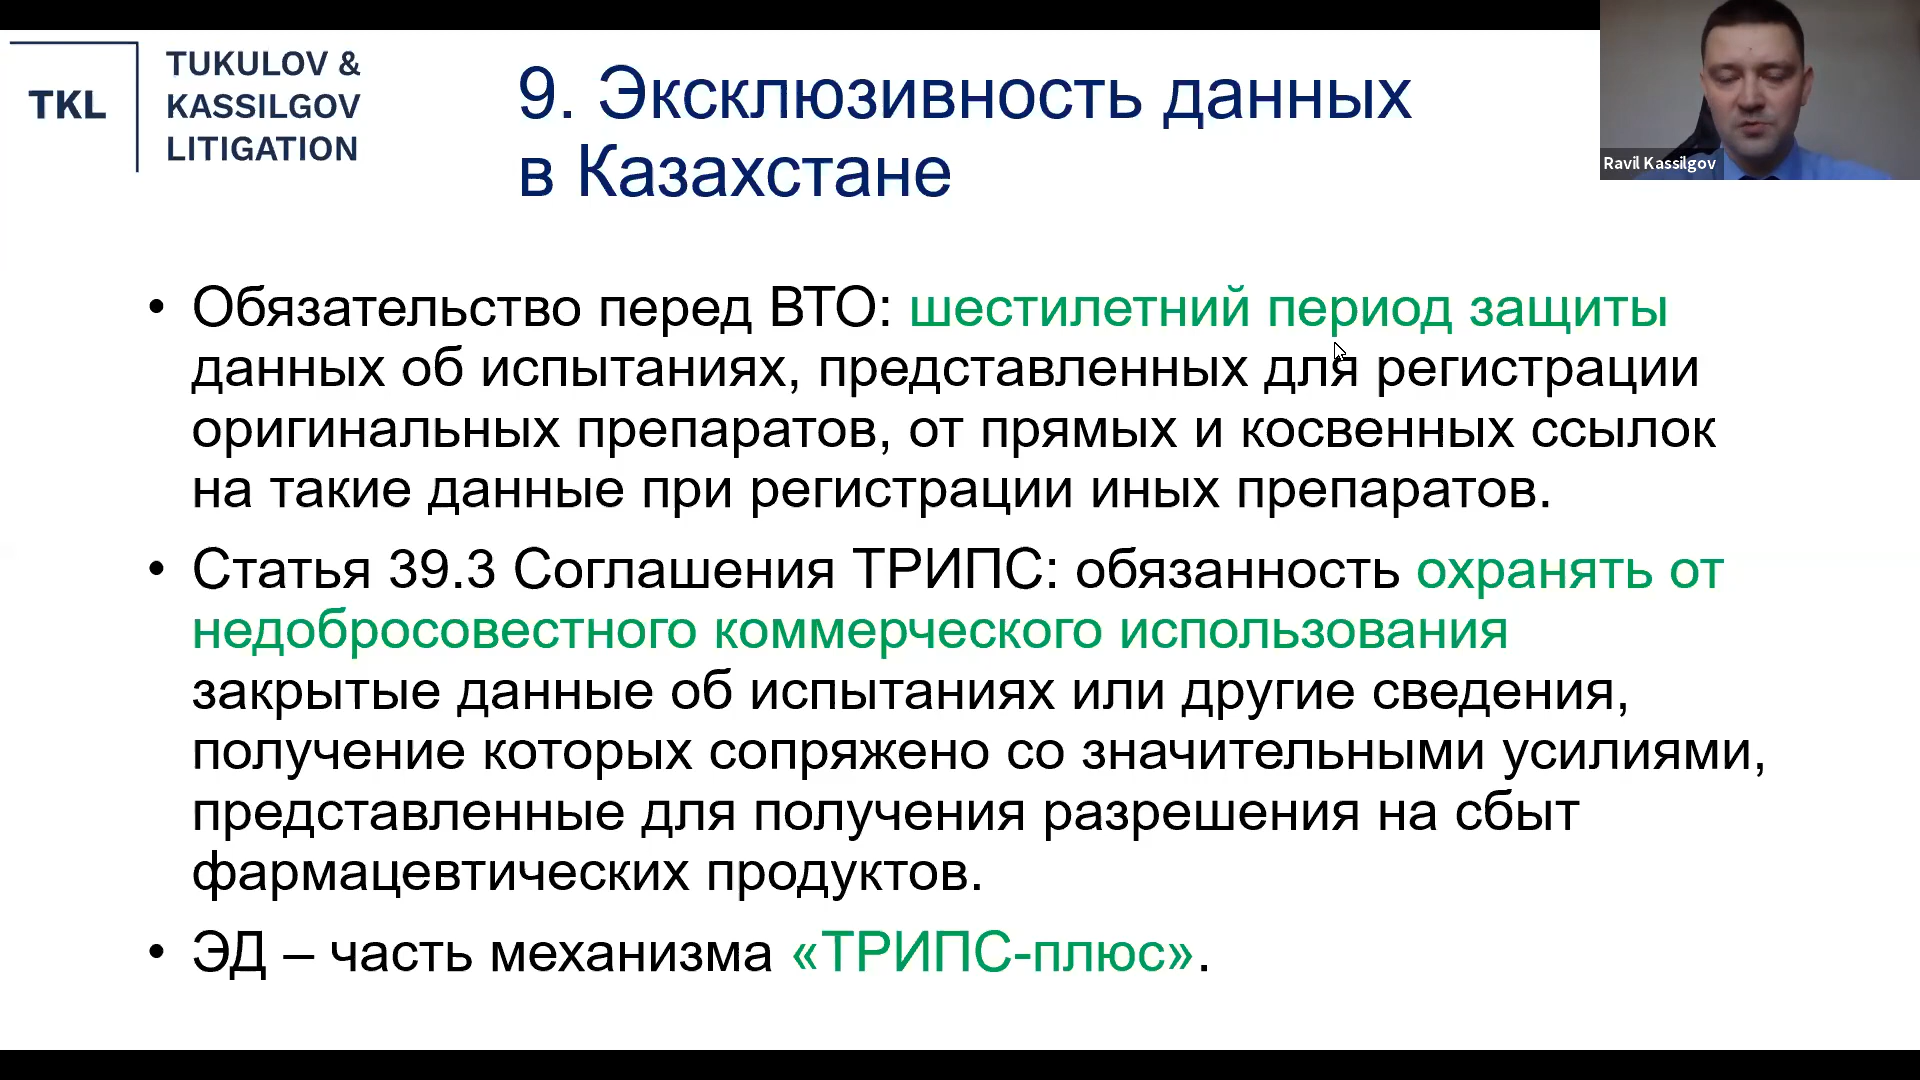 TKL
TUKULOV &
KASSILGOV
LITIGATION
9. Эксклюзивность данных
в Казахстане
Ravil Kassilgov
• Обязательство перед ВТО: шестилетний период защиты
данных об испытаниях, представленных для регистрации
оригинальных препаратов, от прямых и косвенных ссылок
на такие данные при регистрации иных препаратов.
• Статья 39.3 Соглашения ТРИПС: обязанность охранять от
недобросовестного коммерческого использования
закрытые данные об испытаниях или другие сведения,
получение которых сопряжено со значительными усилиями,
представленные для получения разрешения на сбыт
фармацевтических продуктов.
• ЭД – часть механизма «ТРИПС-плюс».